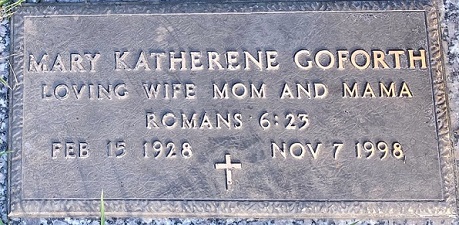 MARY KATHERENE GOFORTH
LOVING WIFE MOM AND MAMA
ROMANS 6:23
FEB 15 1928 NOV 7 1998